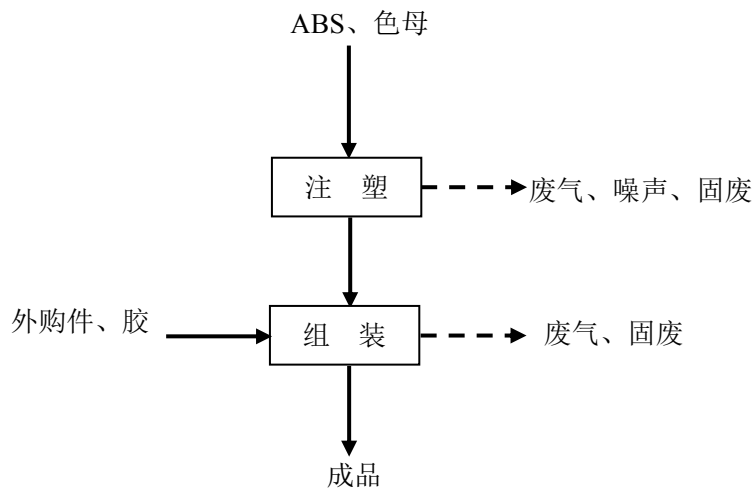 ABS、色母
注 塑
废气、噪声、固废
外购件、胶
组 装
废气、固废
成品